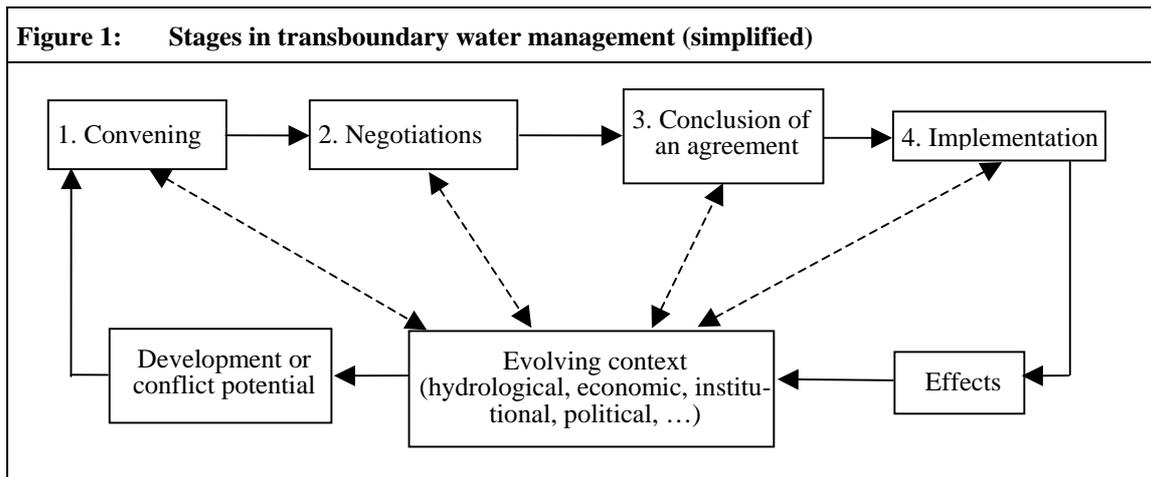 Figure 1: Stages in transboundary water management (simplified)
1. Convening
2. Negotiations
3. Conclusion of
an agreement
4. Implementation
Development or
conflict potential
Evolving context
(hydrological, economic, institu-
tional, political, …)
Effects